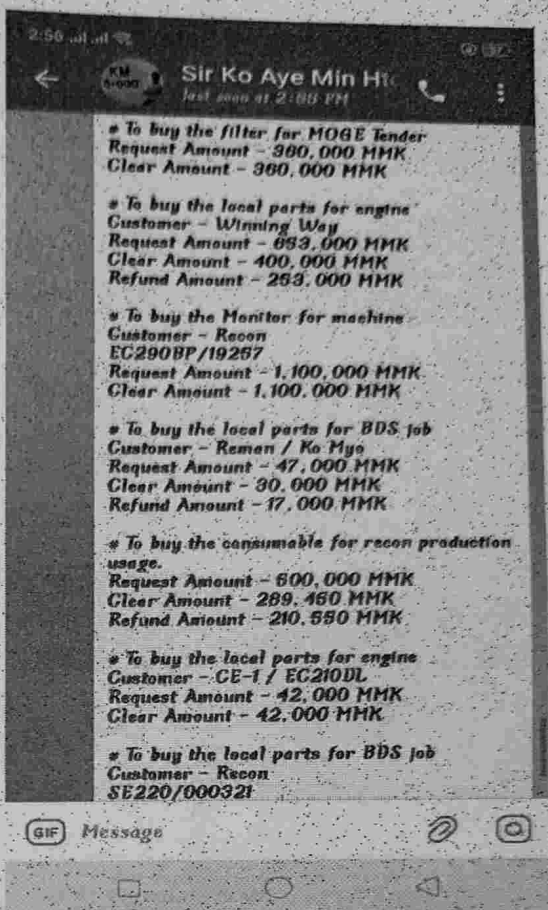 2:56
Sir Ko Aye Min Ht
last seen at 2:55 PM
# To buy the filter for MOGE Tender
Request Amount - 360,000 MMK
Clear Amount - 360,000 MMK
# To buy the local parts for engine
Customer - Winning Way
Request Amount - 653,000 MMK
Clear Amount - 400,000 MMK
Refund Amount - 253,000 MMK
# To buy the Monitor for machine
Customer - Recon
EC290BP/19257
Request Amount - 1,100,000 MMK
Clear Amount - 1,100,000 MMK
# To buy the local parts for BDS job
Customer - Reman / Ko Myo
Request Amount - 47,000 MMK
Clear Amount - 30,000 MMK
Refund Amount - 17,000 MMK
# To buy the consumable for recon production
usage.
Request Amount - 500,000 MMK
Clear Amount - 289,450 MMK
Refund Amount - 210,550 MMK
# To buy the local parts for engine
Customer - CE-1 / EC210DL
Request Amount - 42,000 MMK
Clear Amount - 42,000 MMK
# To buy the local parts for BDS job
Customer - Recon
SE220/000321
GIF Message